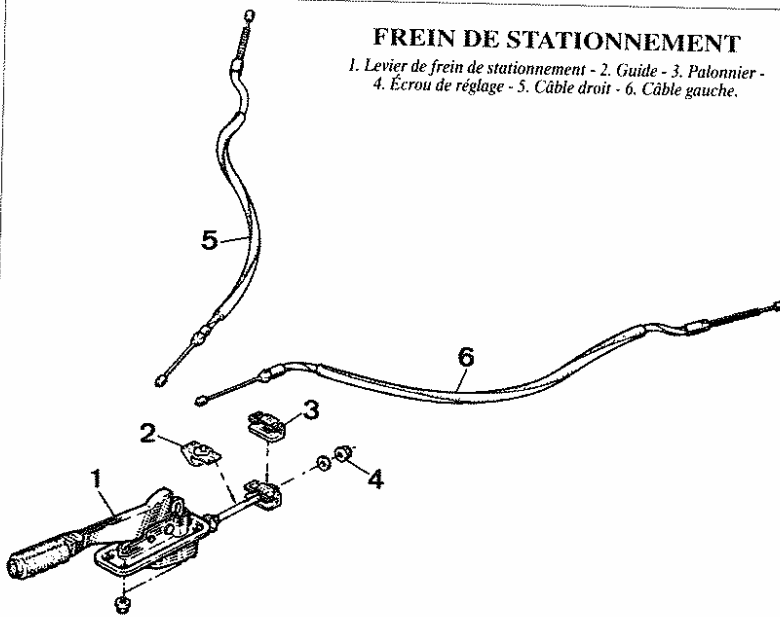 FREIN DE STATIONNEMENT
1. Levier de frein de stationnement - 2. Guide - 3. Palonnier -
4. Écrou de réglage - 5. Câble droit - 6. Câble gauche.
5
6
3
2
4
1